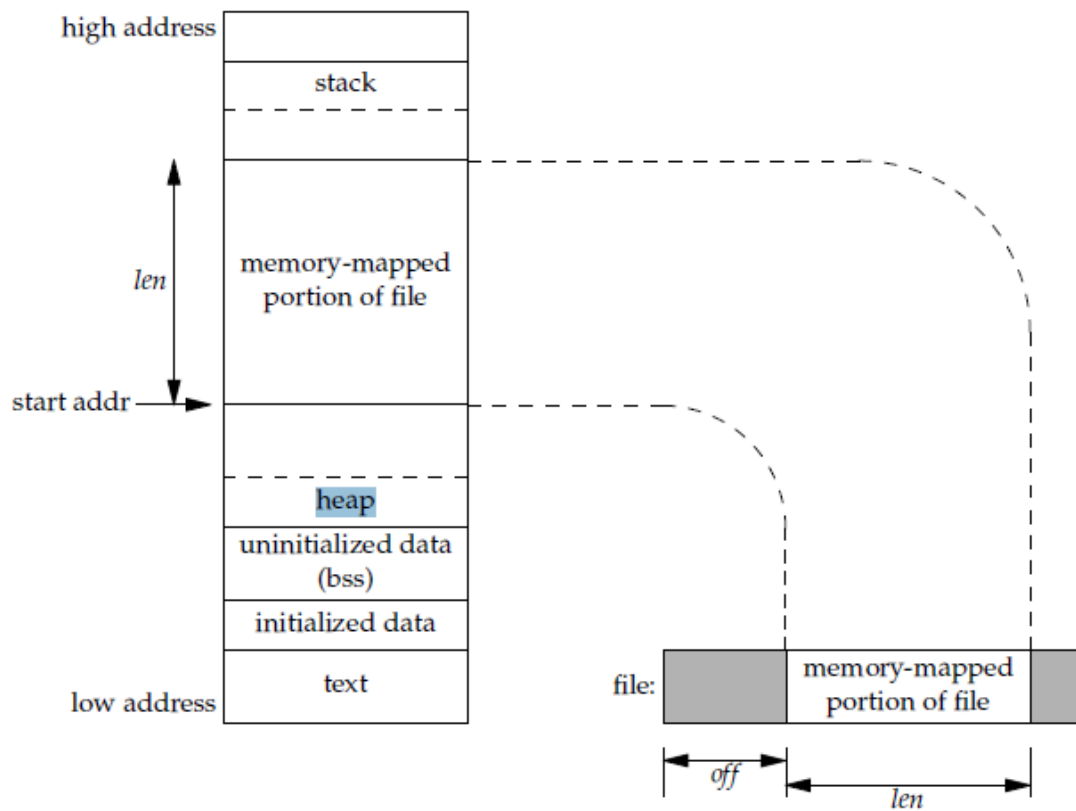 high address
stack
len
memory-mapped
portion of file
start addr
heap
uninitialized data
(bss)
initialized data
text
low address
file:
memory-mapped
portion of file
off
len